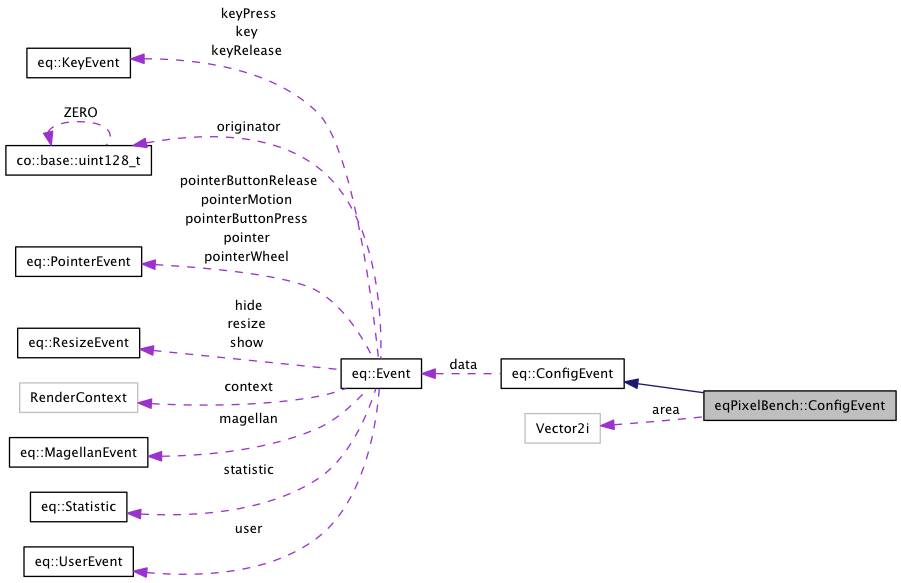 keyPress
key
keyRelease
eq::KeyEvent
ZERO
originator
co::base::uint128_t
pointerButtonRelease
pointerMotion
pointerButtonPress
pointer
pointerWheel
eq::PointerEvent
hide
resize
show
eq::ResizeEvent
eq::Event
data
eq::ConfigEvent
context
RenderContext
eqPixelBench::ConfigEvent
area
magellan
Vector2i
eq::MagellanEvent
statistic
eq::Statistic
user
eq::UserEvent